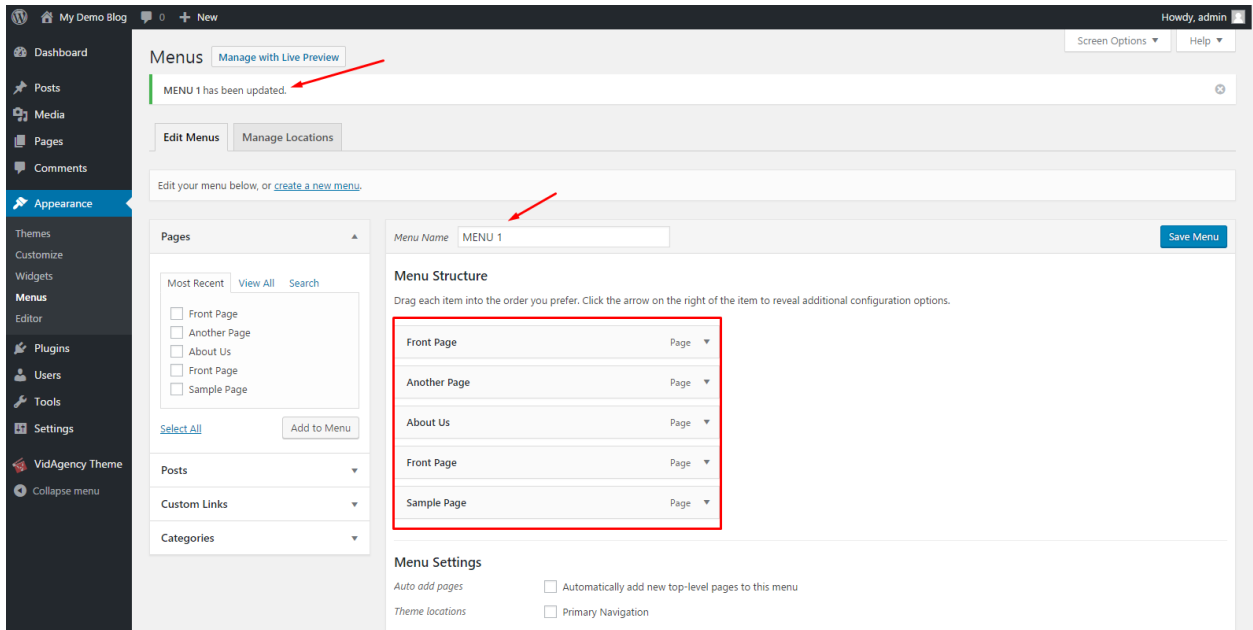 My Demo Blog 0 + New Howdy, admin
Dashboard
Posts
Media
Pages
Comments
Appearance
Themes
Customize
Widgets
Menus
Editor
Plugins
Users
Tools
Settings
VidAgency Theme
Collapse menu
Screen Options Help
Menus Manage with Live Preview
MENU 1 has been updated.
Edit Menus Manage Locations
Edit your menu below, or create a new menu.
Pages
Most Recent View All Search
Front Page
Another Page
About Us
Front Page
Sample Page
Select All Add to Menu
Posts
Custom Links
Categories
Menu Name MENU 1 Save Menu
Menu Structure
Drag each item into the order you prefer. Click the arrow on the right of the item to reveal additional configuration options.
Front Page Page
Another Page Page
About Us Page
Front Page Page
Sample Page Page
Menu Settings
Auto add pages Automatically add new top-level pages to this menu
Theme locations Primary Navigation